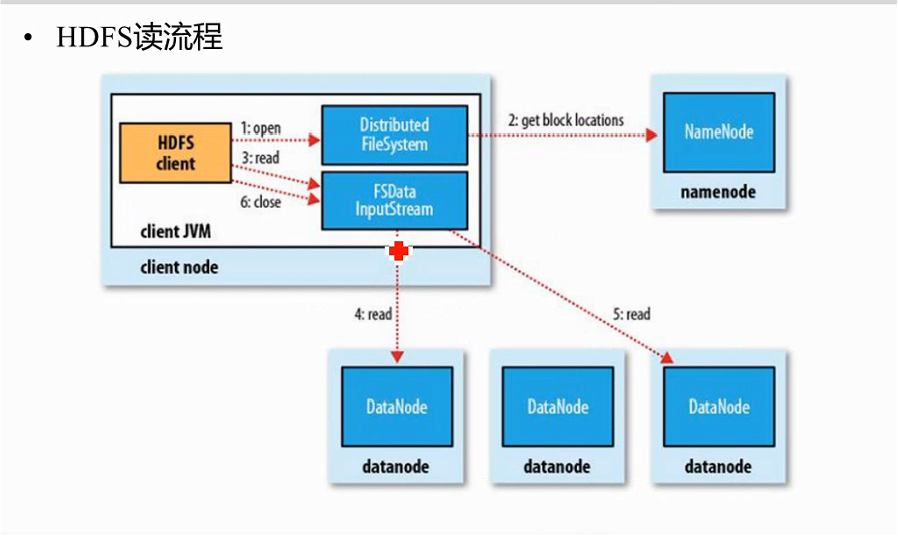 • HDFS读流程
HDFS
client
1: open
3: read
6: close
Distributed
FileSystem
FSData
InputStream
client JVM
client node
2: get block locations
NameNode
namenode
4: read
5: read
DataNode
datanode
DataNode
datanode
DataNode
datanode